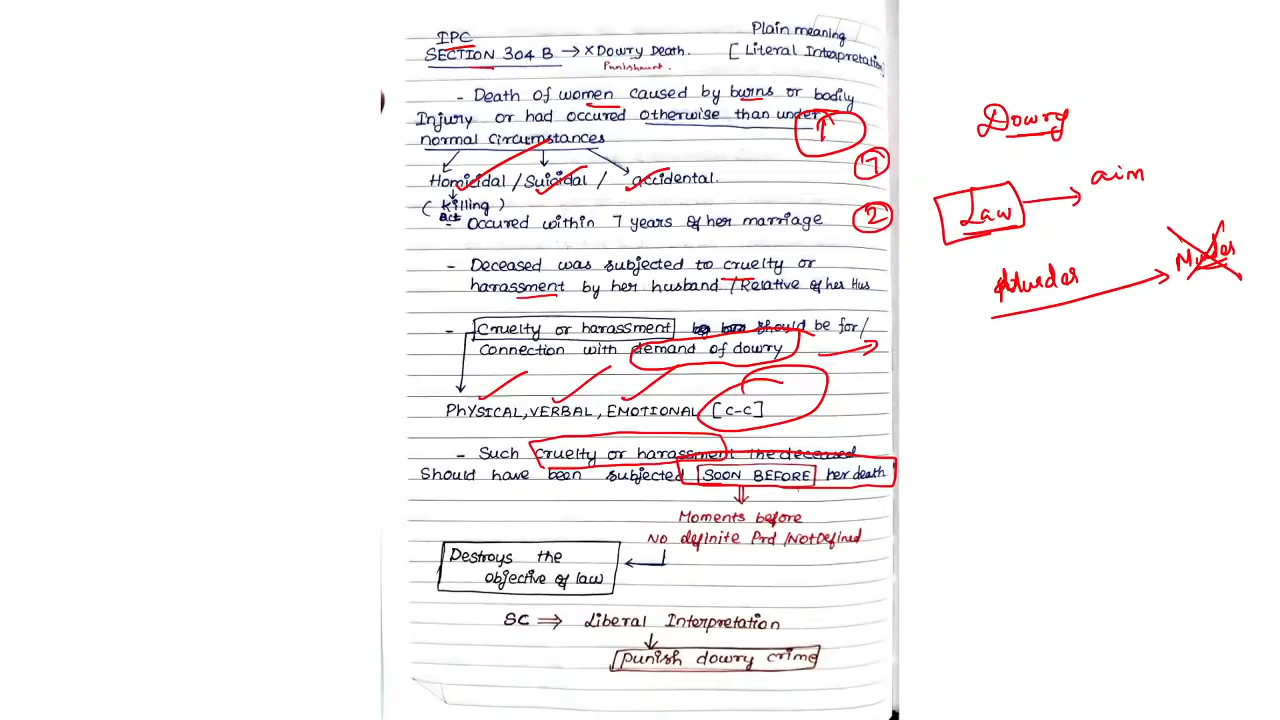 IPC
SECTION 304 B → × Dowry Death.
Punishment.
Plain meaning
[Literal Interpretation]
- Death of women caused by burns or bodily
Injury or had occured otherwise than under
normal circumstances
Homicidal / Suicidal / accidental.
(Killing)
Act
- Occured within 7 years of her marriage
- Deceased was subjected to cruelty or
harassment by her husband / Relative of her Hus
- Cruelty or harassment should be for/
connection with demand of dowry
PHYSICAL, VERBAL, EMOTIONAL [C-C]
- Such cruelty or harassment the deceased
Should have been subjected SOON BEFORE her death
Moments before
No definite Prd / Not Defined
Destroys the
objective of law
SC ⇒ Liberal Interpretation
punish dowry crime
1
7
2
Dowry
Law → aim
Murder